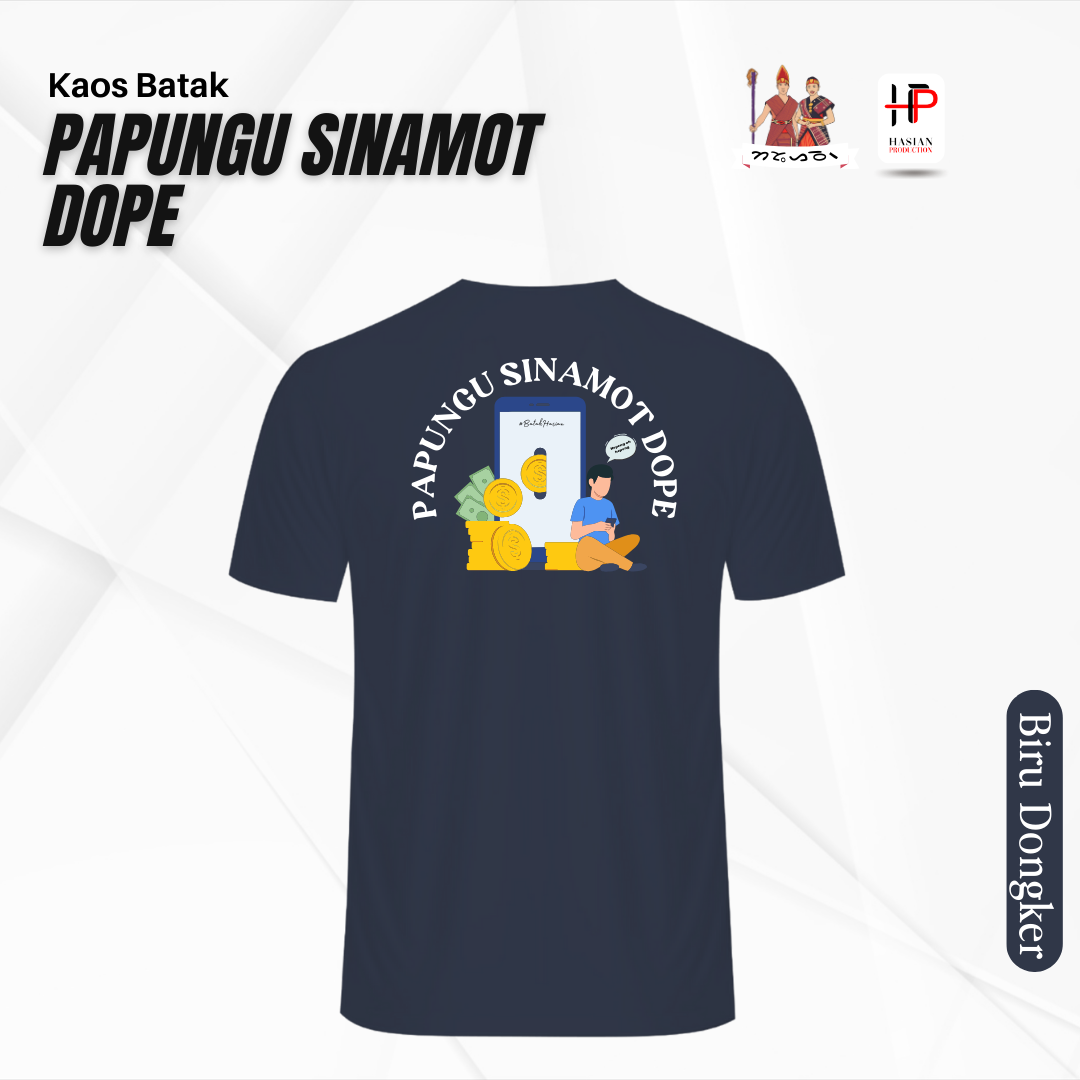 Kaos Batak
PAPUNGU SINAMOT
DOPE
HASIAN
PRODUCTION
PAPUNGU SINAMOT DOPE
#BatakHasian
Biru Dongker